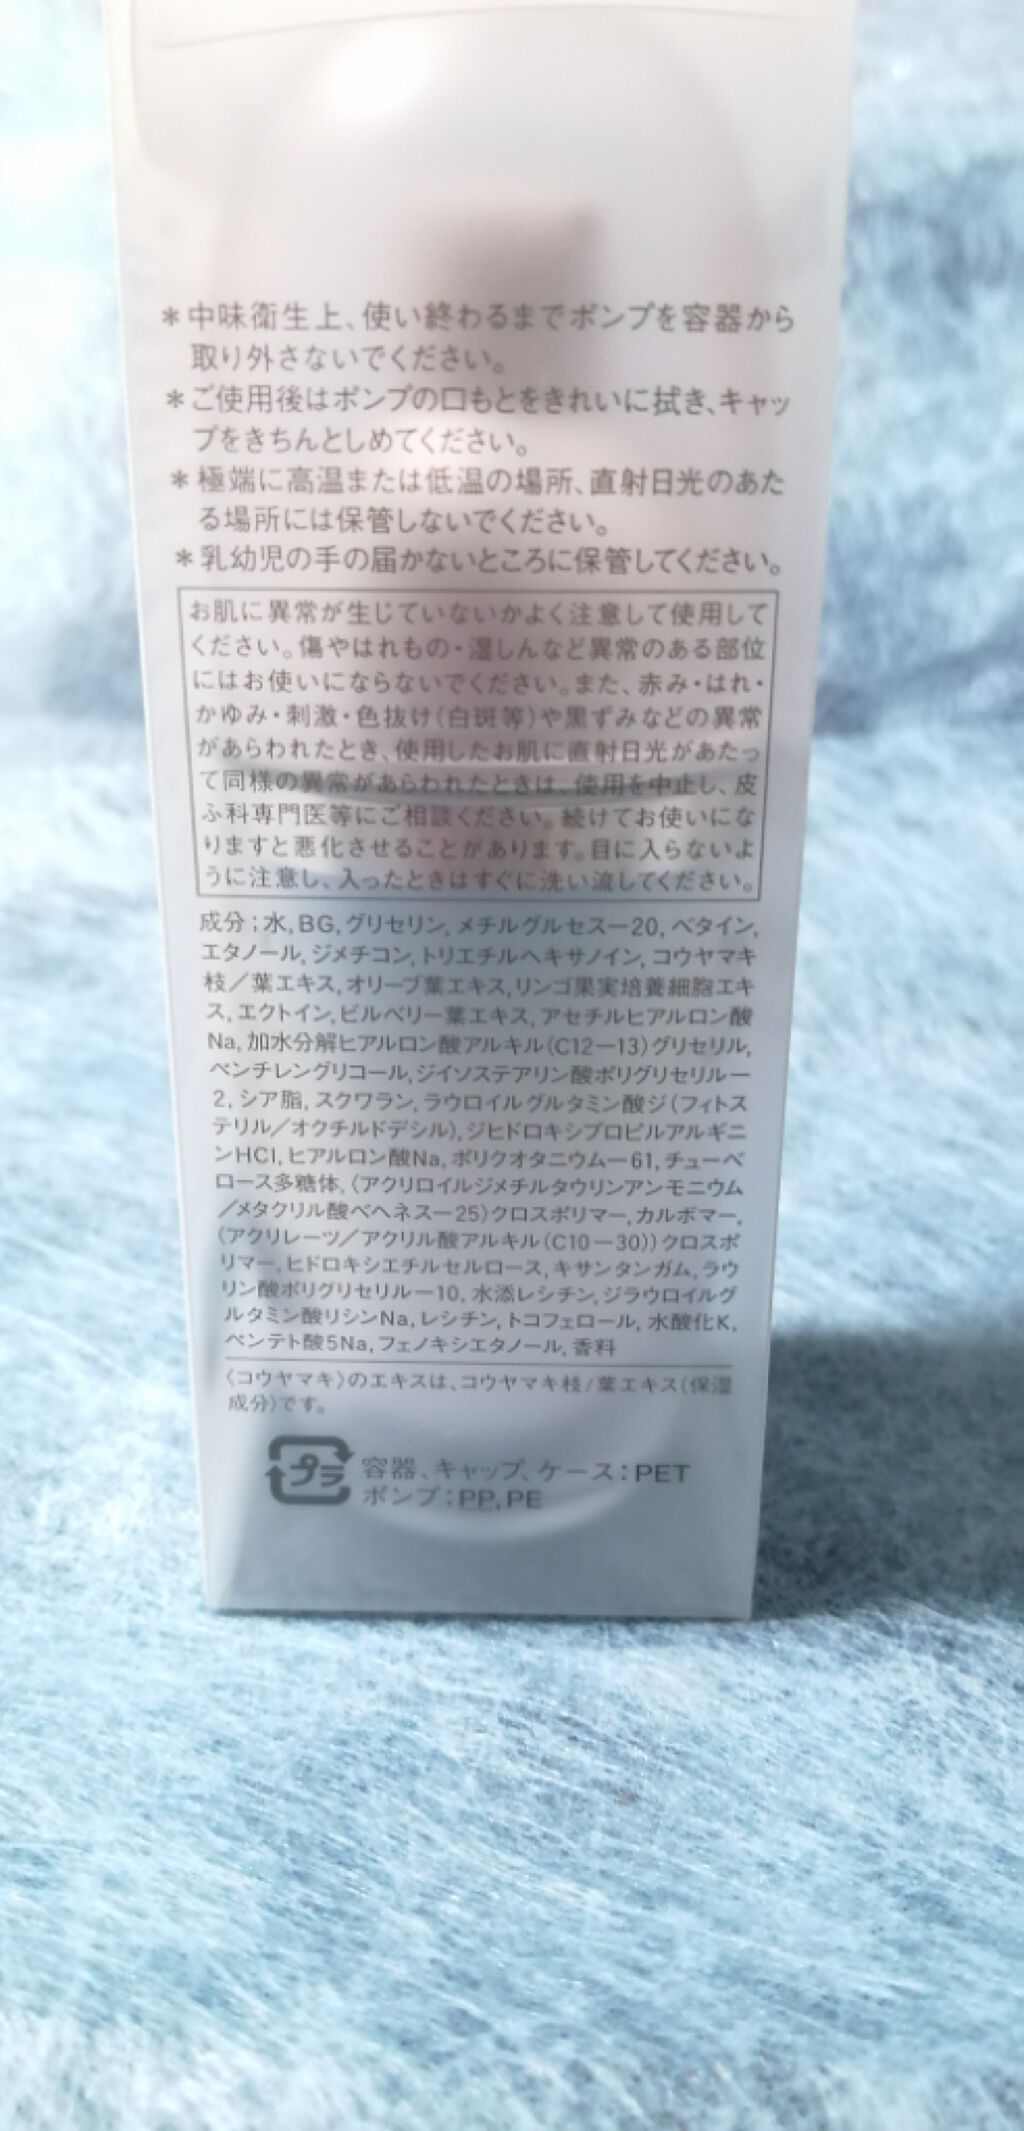 ＊中味衛生上、使い終わるまでポンプを容器から
取り外さないでください。
＊ご使用後はポンプの口もとをきれいに拭き、キャッ
プをきちんとしめてください。
＊極端に高温または低温の場所、直射日光のあた
る場所には保管しないでください。
＊乳幼児の手の届かないところに保管してください。
お肌に異常が生じていないかよく注意して使用して
ください。傷やはれもの・湿しんなど異常のある部位
にはお使いにならないでください。また、赤み・はれ・
かゆみ・刺激・色抜け（白斑等）や黒ずみなどの異常
があらわれたとき、使用したお肌に直射日光があたっ
て同様の異常があらわれたときは、使用を中止し、皮
ふ科専門医等にご相談ください。続けてお使いにな
りますと悪化させることがあります。目に入らないよ
うに注意し、入ったときはすぐに洗い流してください。
成分；水，BG，グリセリン，メチルグルセスー20，ベタイン，
エタノール，ジメチコン，トリエチルヘキサノイン，コウヤマキ
枝／葉エキス，オリーブ葉エキス，リンゴ果実培養細胞エキ
ス，エクトイン，ビルベリー葉エキス，アセチルヒアルロン酸
Na，加水分解ヒアルロン酸アルキル（C12ー13）グリセリル，
ペンチレングリコール，ジイソステアリン酸ポリグリセリルー
2，シア脂，スクワラン，ラウロイルグルタミン酸ジ（フィトス
テリル／オクチルドデシル），ジヒドロキシプロピルアルギニ
ンHCl，ヒアルロン酸Na，ポリクオタニウムー61，チューベ
ロース多糖体，（アクリロイルジメチルタウリンアンモニウム
／メタクリル酸ベヘネスー25）クロスポリマー，カルボマー，
（アクリレーツ／アクリル酸アルキル（C10ー30））クロスポ
リマー，ヒドロキシエチルセルロース，キサンタンガム，ラウ
リン酸ポリグリセリルー10，水添レシチン，ジラウロイルグ
ルタミン酸リシンNa，レシチン，トコフェロール，水酸化K，
ペンテト酸5Na，フェノキシエタノール，香料
〈コウヤマキ〉のエキスは、コウヤマキ枝/葉エキス（保湿
成分）です。
プラ 容器、キャップ、ケース：PET
ポンプ：PP，PE